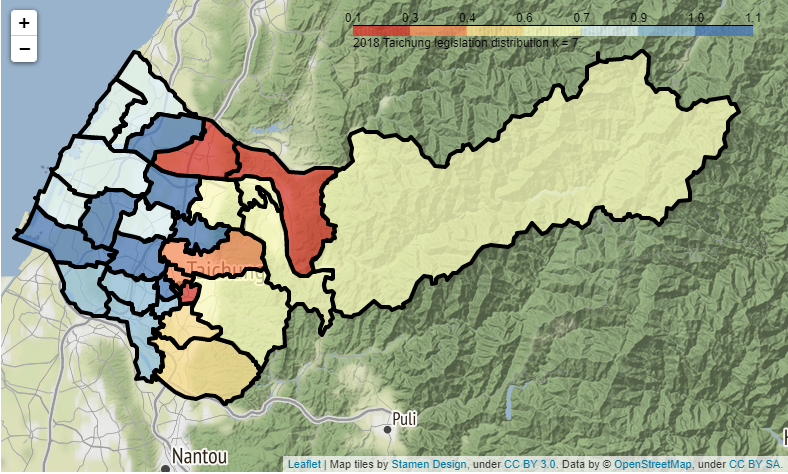 +
0.1 0.3 0.4 0.6 0.7 0.9 1.0 1.1
2018 Taichung legislation distribution k = 7
−
Taichung
Puli
Nantou
H
Leaflet | Map tiles by Stamen Design, under CC BY 3.0. Data by © OpenStreetMap, under CC BY SA.